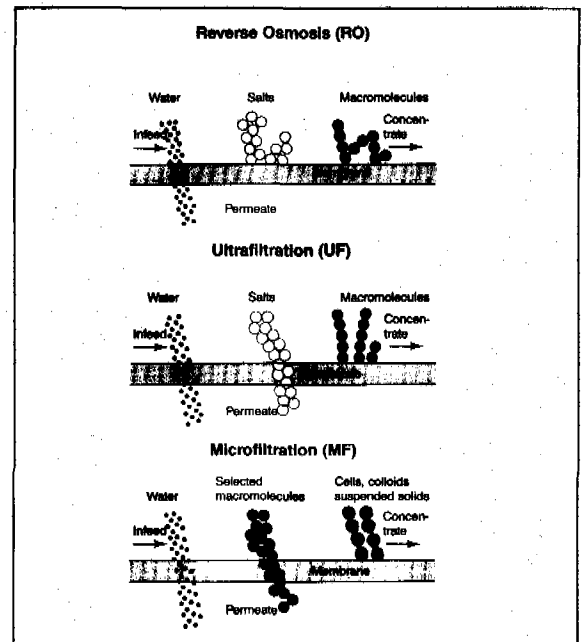 Reverse Osmosis (RO)
Water Salts Macromolecules
Infeed Concen-
trate
Permeate
Ultrafiltration (UF)
Water Salts Macromolecules
Infeed Concen-
trate
Permeate
Microfiltration (MF)
Selected Cells, colloids
Water macromolecules suspended solids
Infeed Concen-
trate
Membrane
Permeate